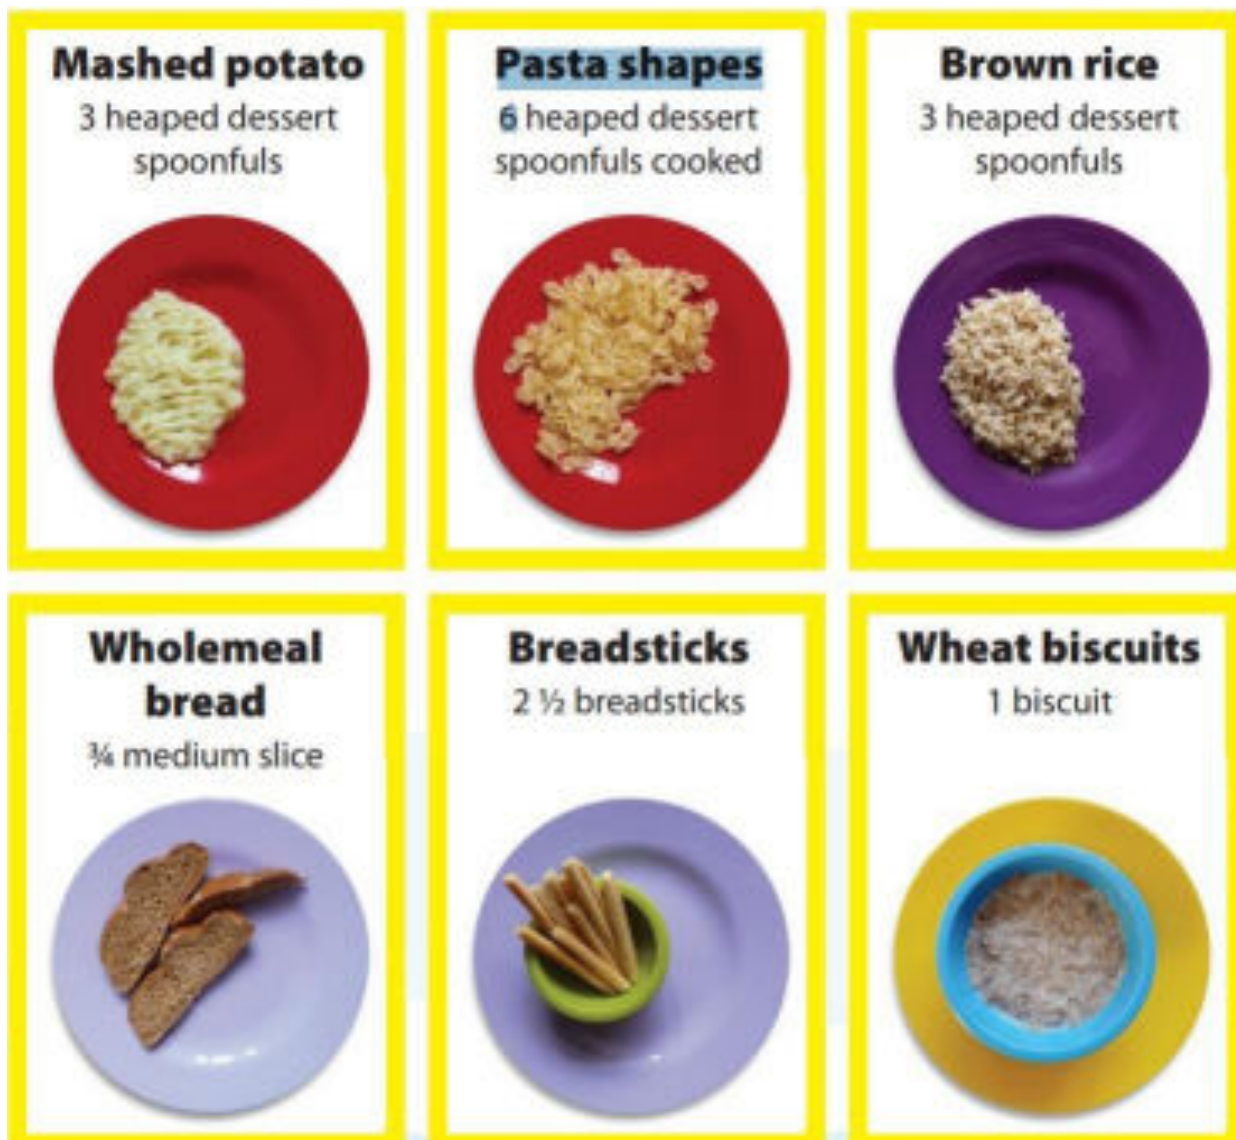 Mashed potato
3 heaped dessert
spoonfuls
Pasta shapes
6 heaped dessert
spoonfuls cooked
Brown rice
3 heaped dessert
spoonfuls
Wholemeal
bread
¾ medium slice
Breadsticks
2 ½ breadsticks
Wheat biscuits
1 biscuit